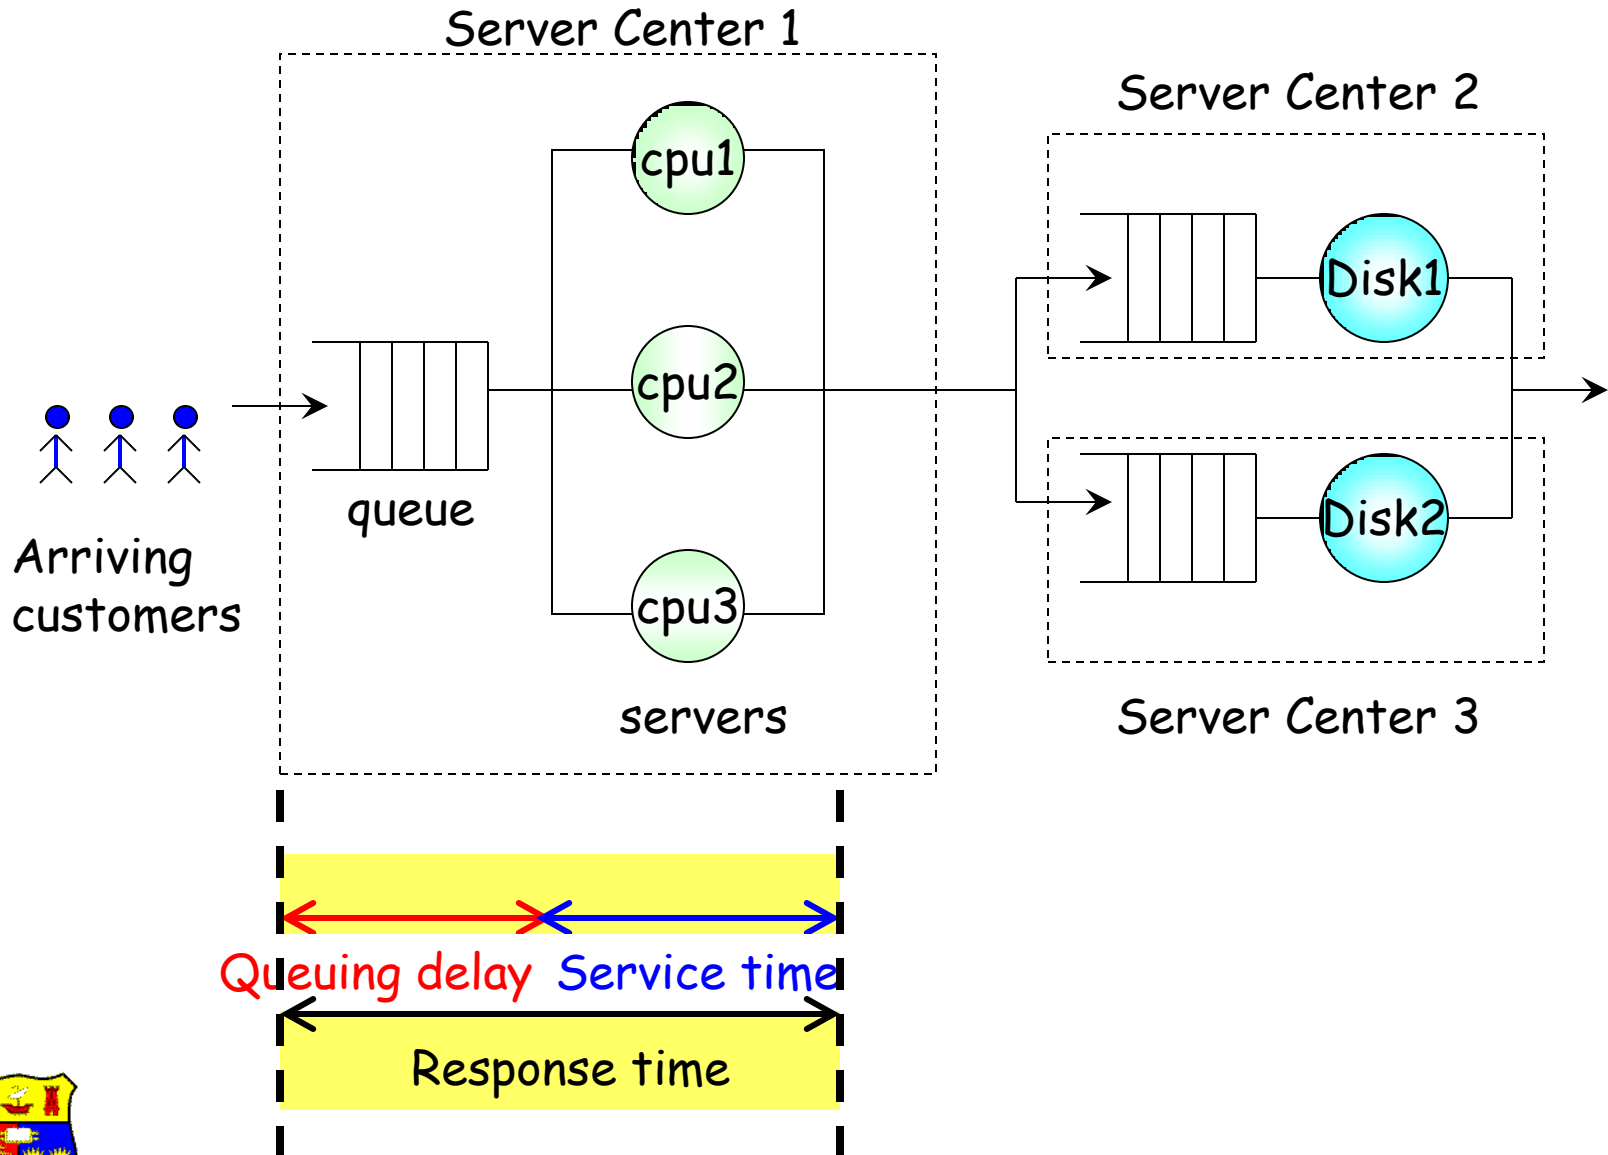 Server Center 1
Server Center 2
cpu1
Disk1
cpu2
queue
Disk2
Arriving
customers
cpu3
servers
Server Center 3
Queuing delay
Service time
Response time